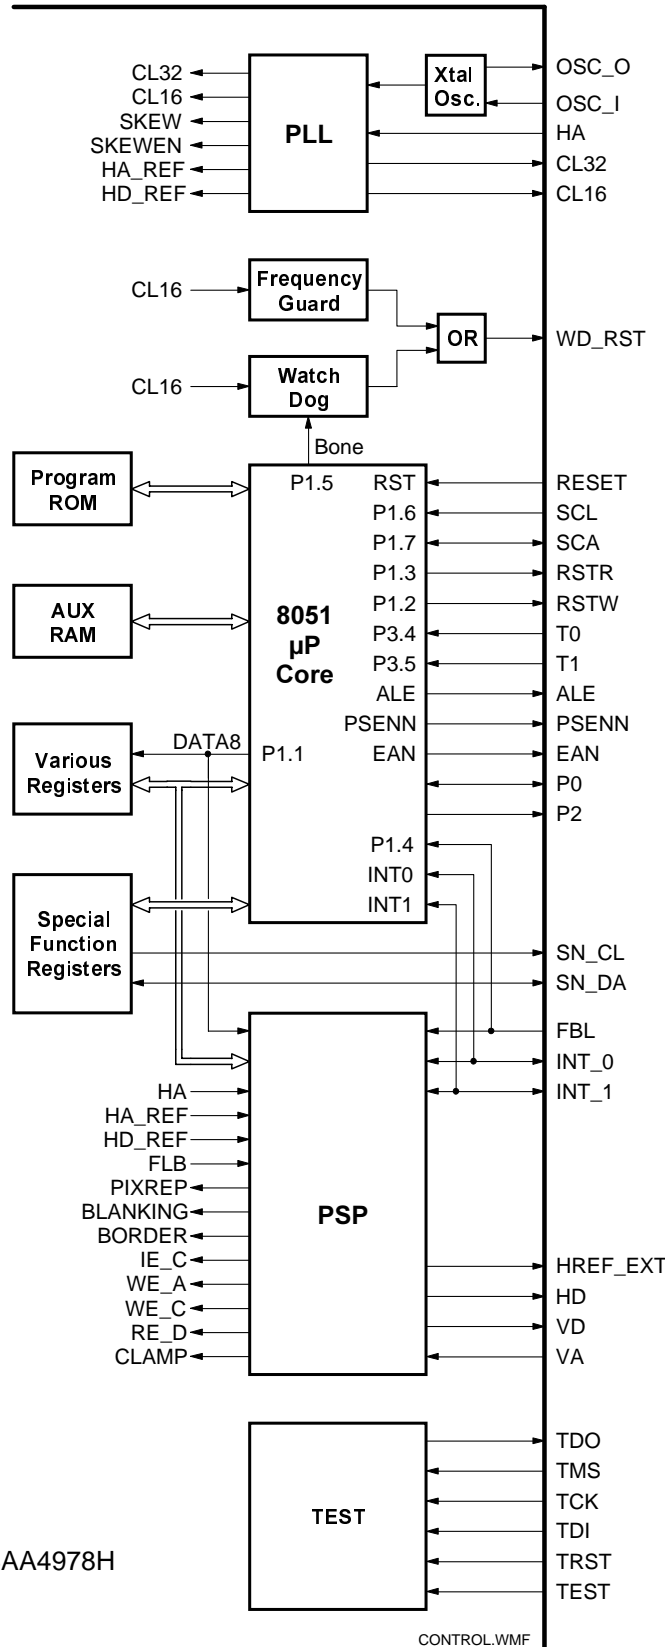 CL32
CL16
SKEW
SKEWEN
HA_REF
HD_REF
PLL
Xtal
Osc.
OSC_O
OSC_I
HA
CL32
CL16
CL16
Frequency
Guard
CL16
Watch
Dog
OR
WD_RST
Bone
Program
ROM
AUX
RAM
Various
Registers
Special
Function
Registers
DATA8
P1.5
8051
µP
Core
P1.1
RST
P1.6
P1.7
P1.3
P1.2
P3.4
P3.5
ALE
PSENN
EAN
P1.4
INT0
INT1
RESET
SCL
SCA
RSTR
RSTW
T0
T1
ALE
PSENN
EAN
P0
P2
SN_CL
SN_DA
FBL
INT_0
INT_1
HA
HA_REF
HD_REF
FLB
PIXREP
BLANKING
BORDER
IE_C
WE_A
WE_C
RE_D
CLAMP
PSP
HREF_EXT
HD
VD
VA
TEST
TDO
TMS
TCK
TDI
TRST
TEST
AA4978H
CONTROL.WMF